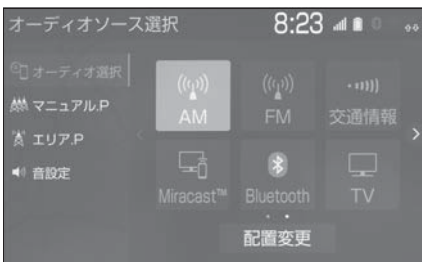 オーディオソース選択 8:23
オーディオ選択
マニュアル.P
エリア.P
音設定
AM FM 交通情報
Miracast™ Bluetooth TV
配置変更